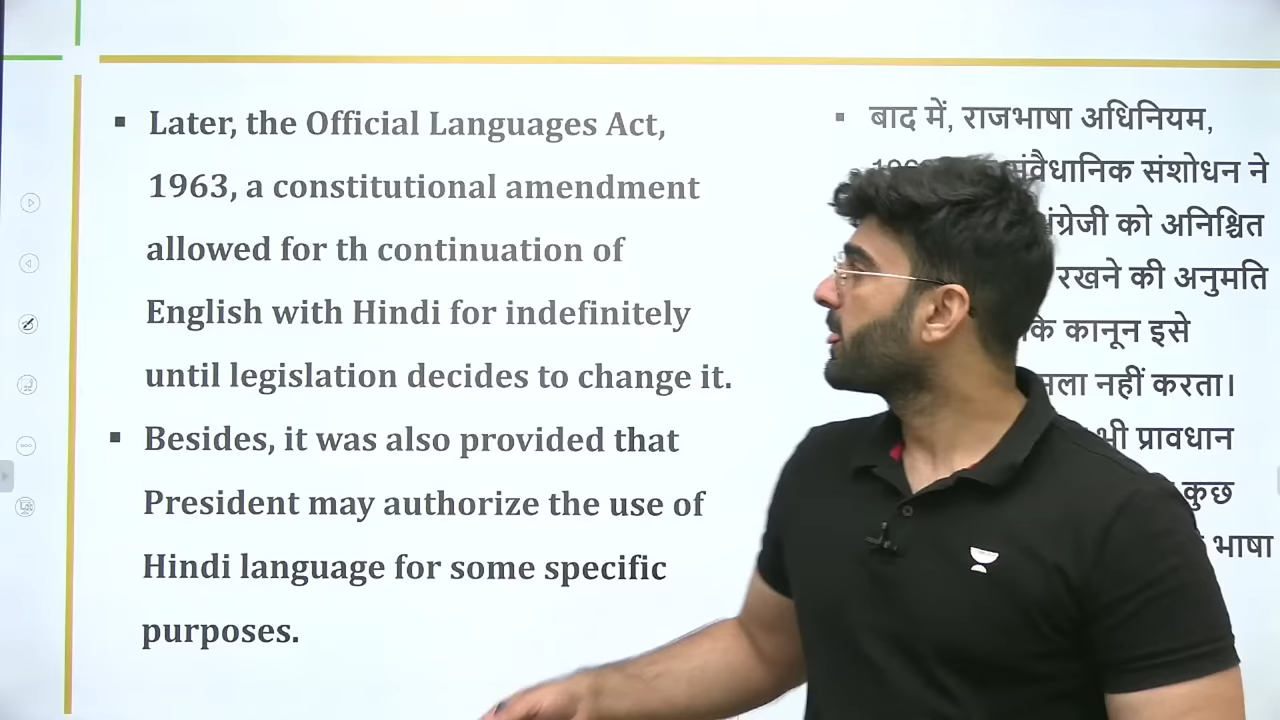 Later, the Official Languages Act,
1963, a constitutional amendment
allowed for th continuation of
English with Hindi for indefinitely
until legislation decides to change it.
Besides, it was also provided that
President may authorize the use of
Hindi language for some specific
purposes.
बाद में, राजभाषा अधिनियम,
संवैधानिक संशोधन ने
को अनिश्चित
रखने की अनुमति
कानून इसे
नहीं करता।
भी प्रावधान
कुछ
भाषा